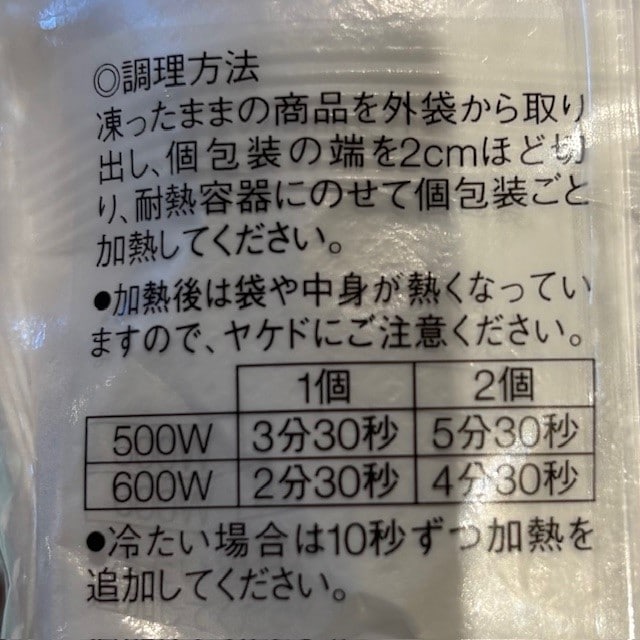 ◎調理方法
凍ったままの商品を外袋から取り
出し、個包装の端を2cmほど切
り、耐熱容器にのせて個包装ごと
加熱してください。
●加熱後は袋や中身が熱くなってい
ますので、ヤケドにご注意ください。
1個 2個
500W 3分30秒 5分30秒
600W 2分30秒 4分30秒
●冷たい場合は10秒ずつ加熱を
追加してください。